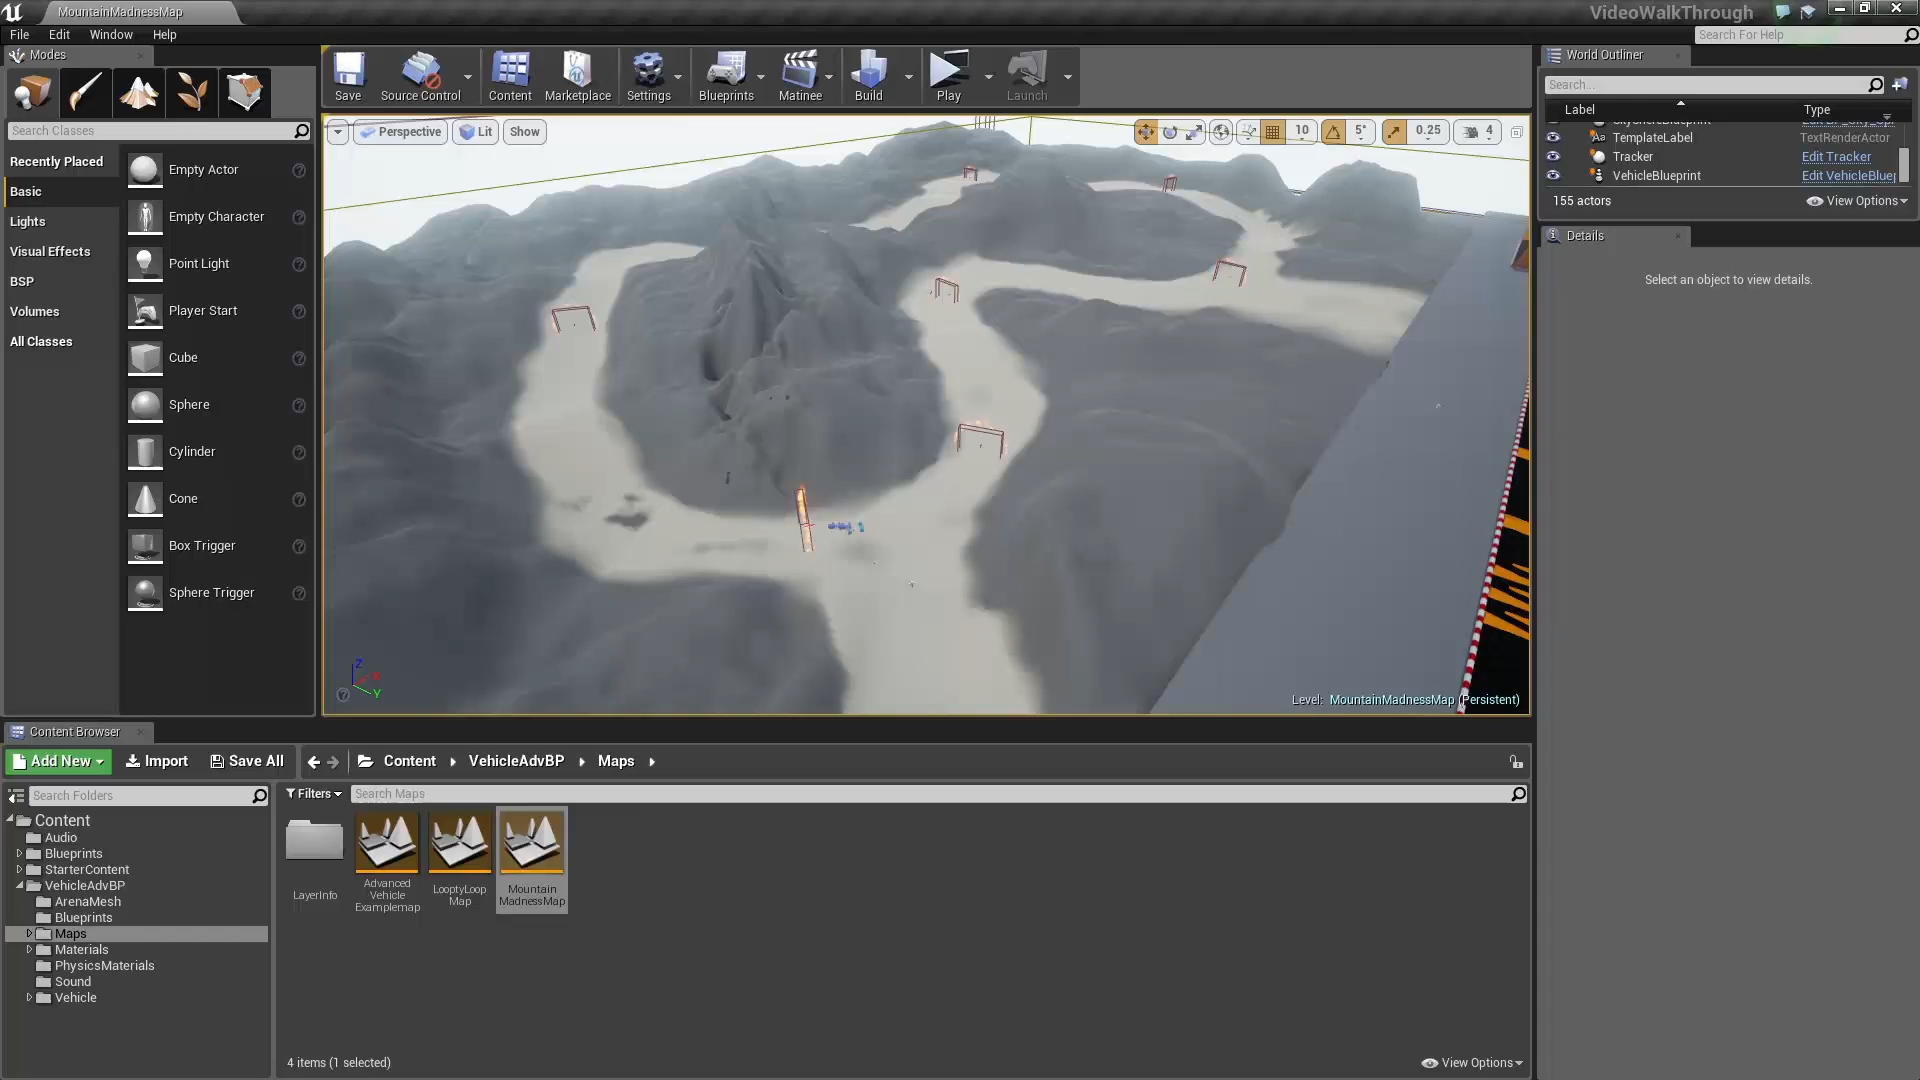 MountainMadnessMap
VideoWalkThrough
File Edit Window Help
Search For Help
Modes
Search Classes
Recently Placed
Basic
Lights
Visual Effects
BSP
Volumes
All Classes
Empty Actor
Empty Character
Point Light
Player Start
Cube
Sphere
Cylinder
Cone
Box Trigger
Sphere Trigger
Save Source Control Content Marketplace Settings Blueprints Matinee Build Play Launch
Perspective Lit Show
10 5° 0.25 4
Z
X
Y
Level: MountainMadnessMap (Persistent)
World Outliner
Search...
Label Type
TemplateLabel TextRenderActor
Tracker Edit Tracker
VehicleBlueprint Edit VehicleBluep
155 actors View Options
Details
Select an object to view details.
Content Browser
Add New Import Save All Content VehicleAdvBP Maps
Search Folders
Filters Search Maps
Content
Audio
Blueprints
StarterContent
VehicleAdvBP
ArenaMesh
Blueprints
Maps
Materials
PhysicsMaterials
Sound
Vehicle
LayerInfo
Advanced
Vehicle
Examplemap
LooptyLoop
Map
Mountain
MadnessMap
4 items (1 selected) View Options